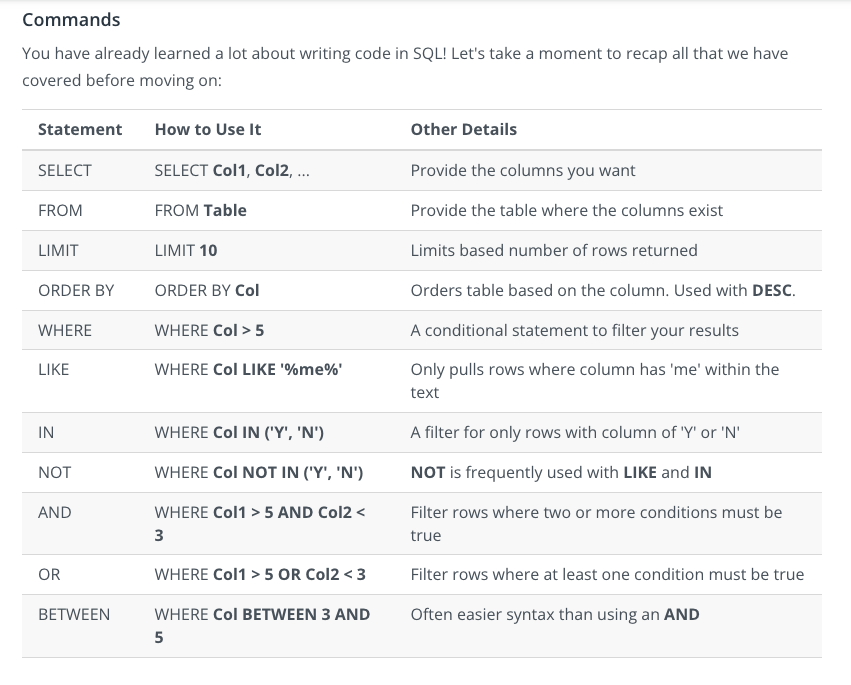 Commands
You have already learned a lot about writing code in SQL! Let's take a moment to recap all that we have
covered before moving on:
Statement How to Use It Other Details
SELECT SELECT Col1, Col2, ... Provide the columns you want
FROM FROM Table Provide the table where the columns exist
LIMIT LIMIT 10 Limits based number of rows returned
ORDER BY ORDER BY Col Orders table based on the column. Used with DESC.
WHERE WHERE Col > 5 A conditional statement to filter your results
LIKE WHERE Col LIKE '%me%' Only pulls rows where column has 'me' within the
text
IN WHERE Col IN ('Y', 'N') A filter for only rows with column of 'Y' or 'N'
NOT WHERE Col NOT IN ('Y', 'N') NOT is frequently used with LIKE and IN
AND WHERE Col1 > 5 AND Col2 < Filter rows where two or more conditions must be
3 true
OR WHERE Col1 > 5 OR Col2 < 3 Filter rows where at least one condition must be true
BETWEEN WHERE Col BETWEEN 3 AND Often easier syntax than using an AND
5